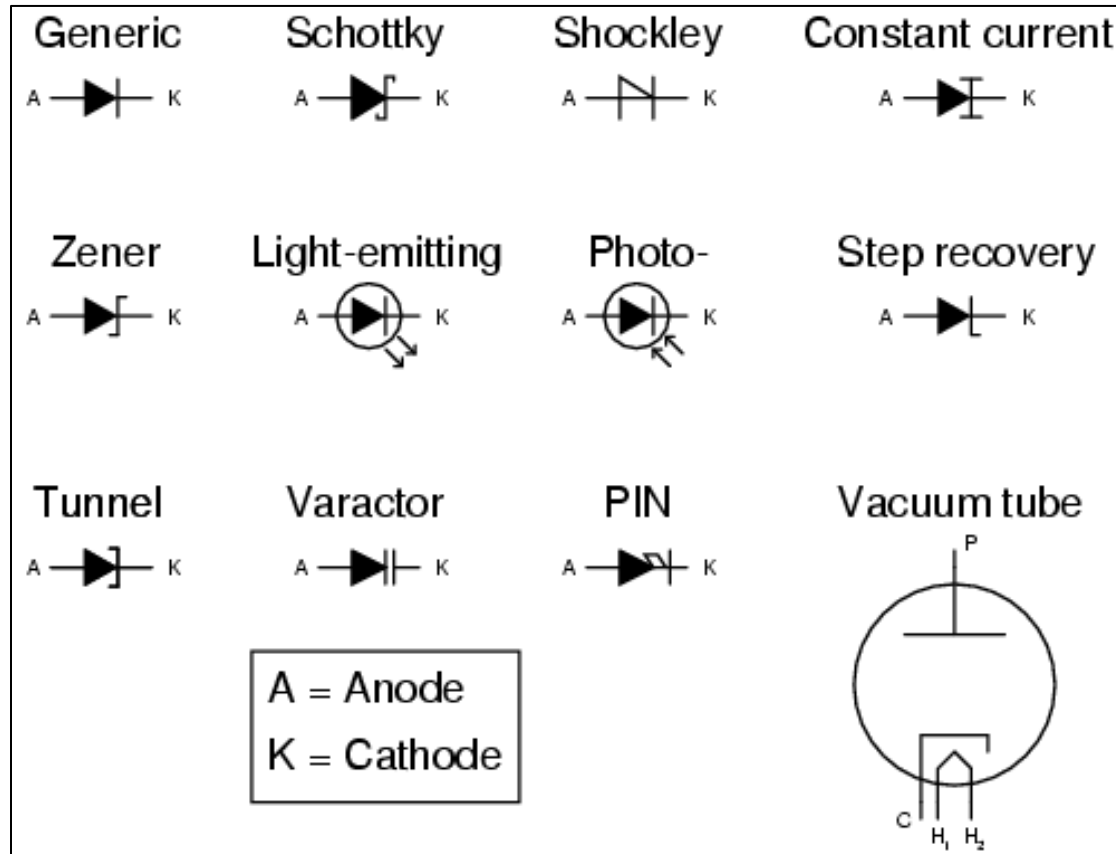 Generic Schottky Shockley Constant current
A K A K A K A K
Zener Light-emitting Photo- Step recovery
A K A K A K A K
Tunnel Varactor PIN Vacuum tube
P
A K A K A K
A = Anode
K = Cathode
C H₁ H₂